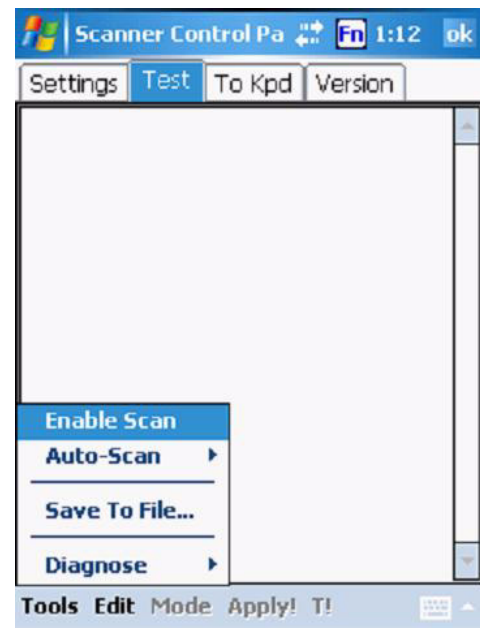 Scanner Control Pa Fn 1:12 ok
Settings Test To Kpd Version
Enable Scan
Auto-Scan
Save To File...
Diagnose
Tools Edit Mode Apply! T!